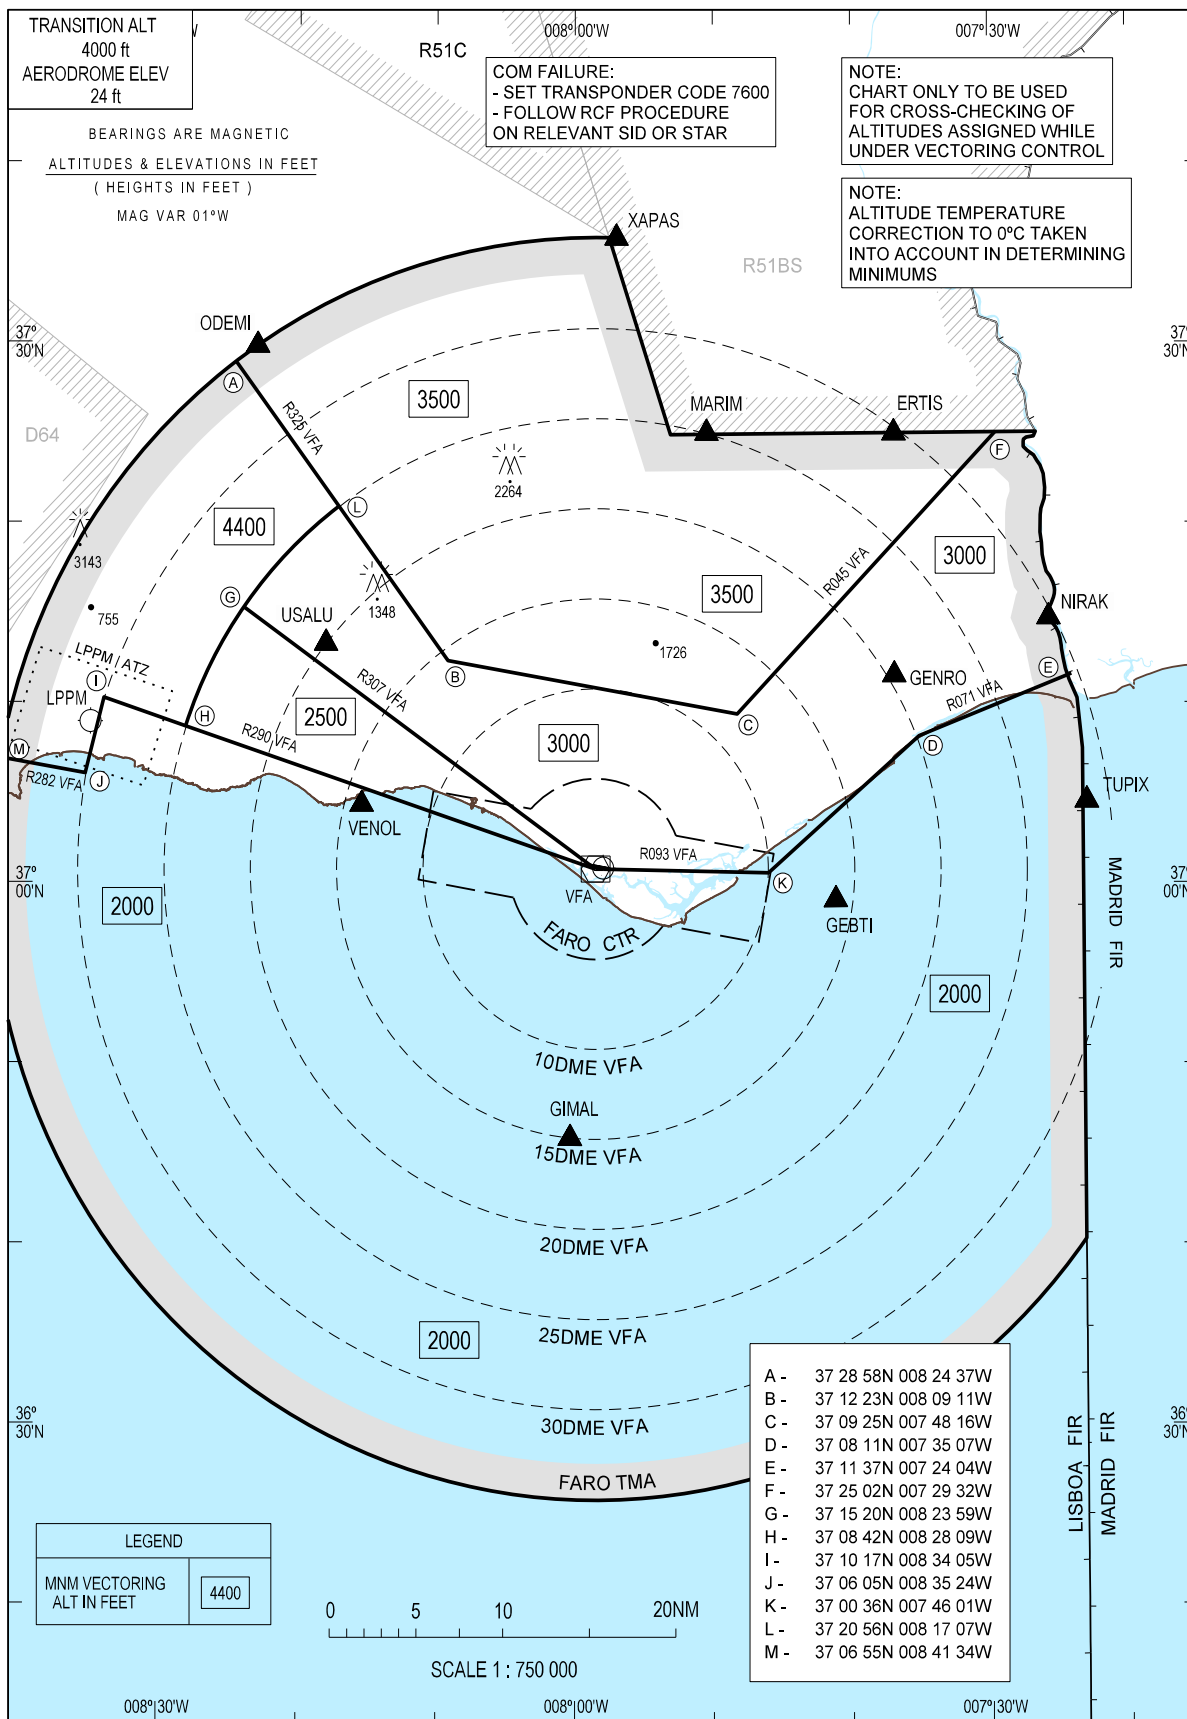 TRANSITION ALT
4000 ft
AERODROME ELEV
24 ft
W
008°00'W
007°30'W
R51C
COM FAILURE:
- SET TRANSPONDER CODE 7600
- FOLLOW RCF PROCEDURE
ON RELEVANT SID OR STAR
NOTE:
CHART ONLY TO BE USED
FOR CROSS-CHECKING OF
ALTITUDES ASSIGNED WHILE
UNDER VECTORING CONTROL
BEARINGS ARE MAGNETIC
ALTITUDES & ELEVATIONS IN FEET
( HEIGHTS IN FEET )
MAG VAR 01°W
NOTE:
ALTITUDE TEMPERATURE
CORRECTION TO 0°C TAKEN
INTO ACCOUNT IN DETERMINING
MINIMUMS
XAPAS
R51BS
ODEMI
37°
30'N
37°
30'N
A
3500
MARIM
ERTIS
R325 VFA
D64
F
2264
L
4400
3143
R045 VFA
3000
1348
3500
G
755
USALU
NIRAK
1726
LPPM ATZ
I
B
R307 VFA
GENRO
E
R071 VFA
LPPM
H
2500
C
R290 VFA
3000
D
M
J
R282 VFA
TUPIX
VENOL
R093 VFA
K
37°
00'N
VFA
37°
00'N
2000
GEBTI
MADRID FIR
FARO CTR
2000
10DME VFA
GIMAL
15DME VFA
20DME VFA
25DME VFA
2000
30DME VFA
36°
30'N
36°
30'N
FARO TMA
LISBOA FIR
MADRID FIR
A - 37 28 58N 008 24 37W
B - 37 12 23N 008 09 11W
C - 37 09 25N 007 48 16W
D - 37 08 11N 007 35 07W
E - 37 11 37N 007 24 04W
F - 37 25 02N 007 29 32W
G - 37 15 20N 008 23 59W
H - 37 08 42N 008 28 09W
I - 37 10 17N 008 34 05W
J - 37 06 05N 008 35 24W
K - 37 00 36N 007 46 01W
L - 37 20 56N 008 17 07W
M - 37 06 55N 008 41 34W
LEGEND
MNM VECTORING
ALT IN FEET
4400
0 5 10 20NM
SCALE 1 : 750 000
008°30'W
008°00'W
007°30'W